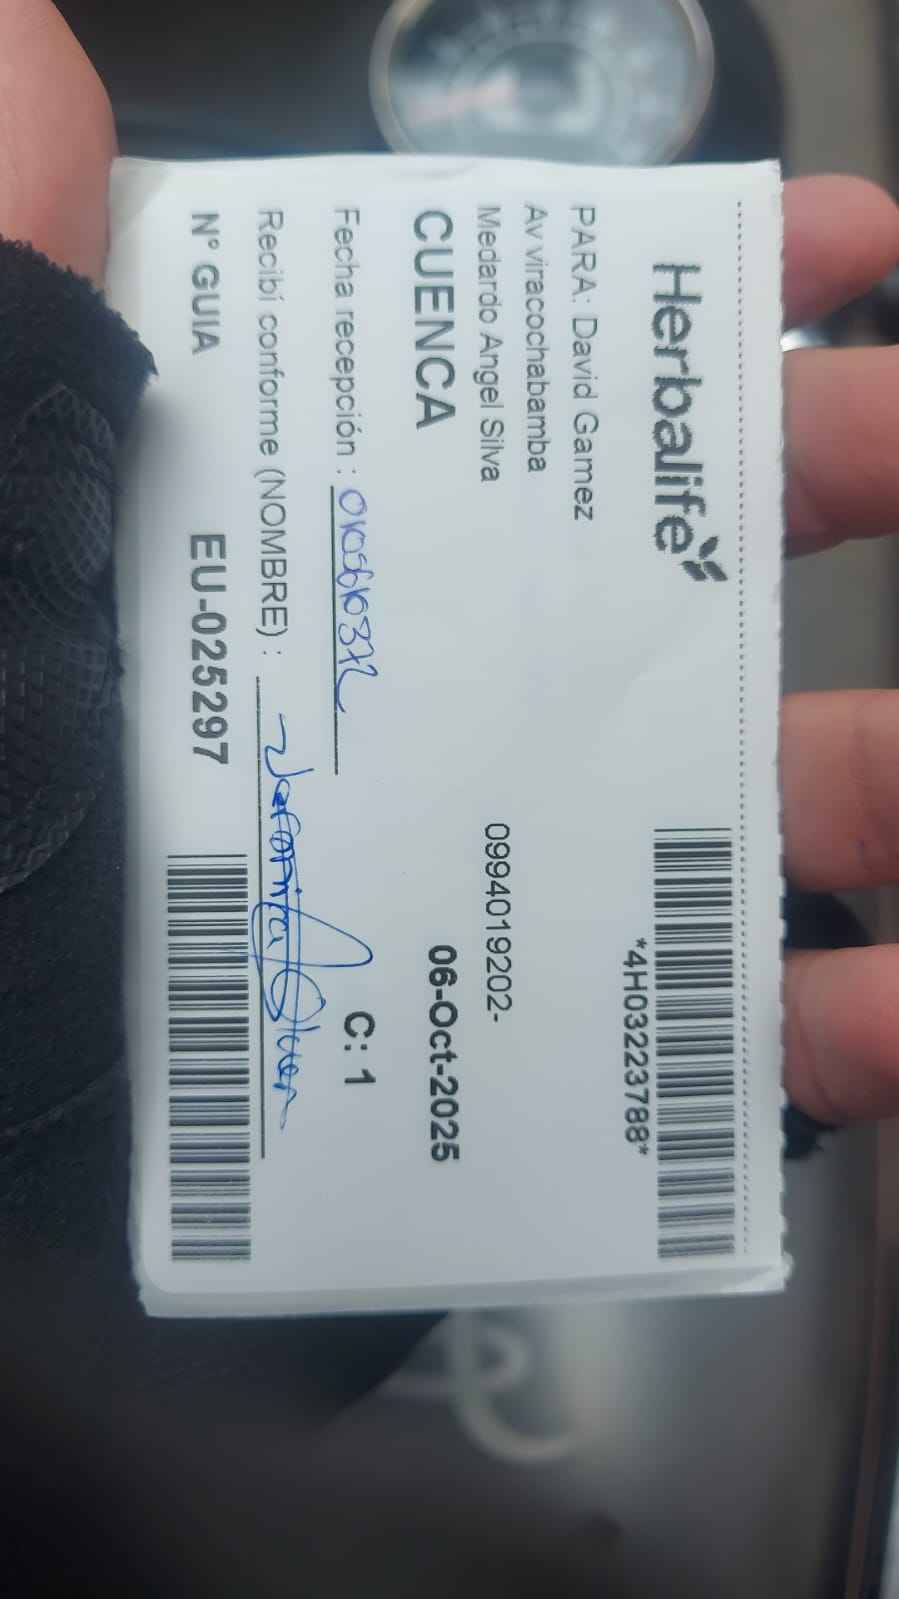 Herbalife
*4H03223788*
PARA: David Gamez
Av viracochabamba
Medardo Angel Silva 0994019202-
CUENCA 06-Oct-2025
Fecha recepción : 0105610372 C: 1
Recibí conforme (NOMBRE) :
N° GUIA EU-025297